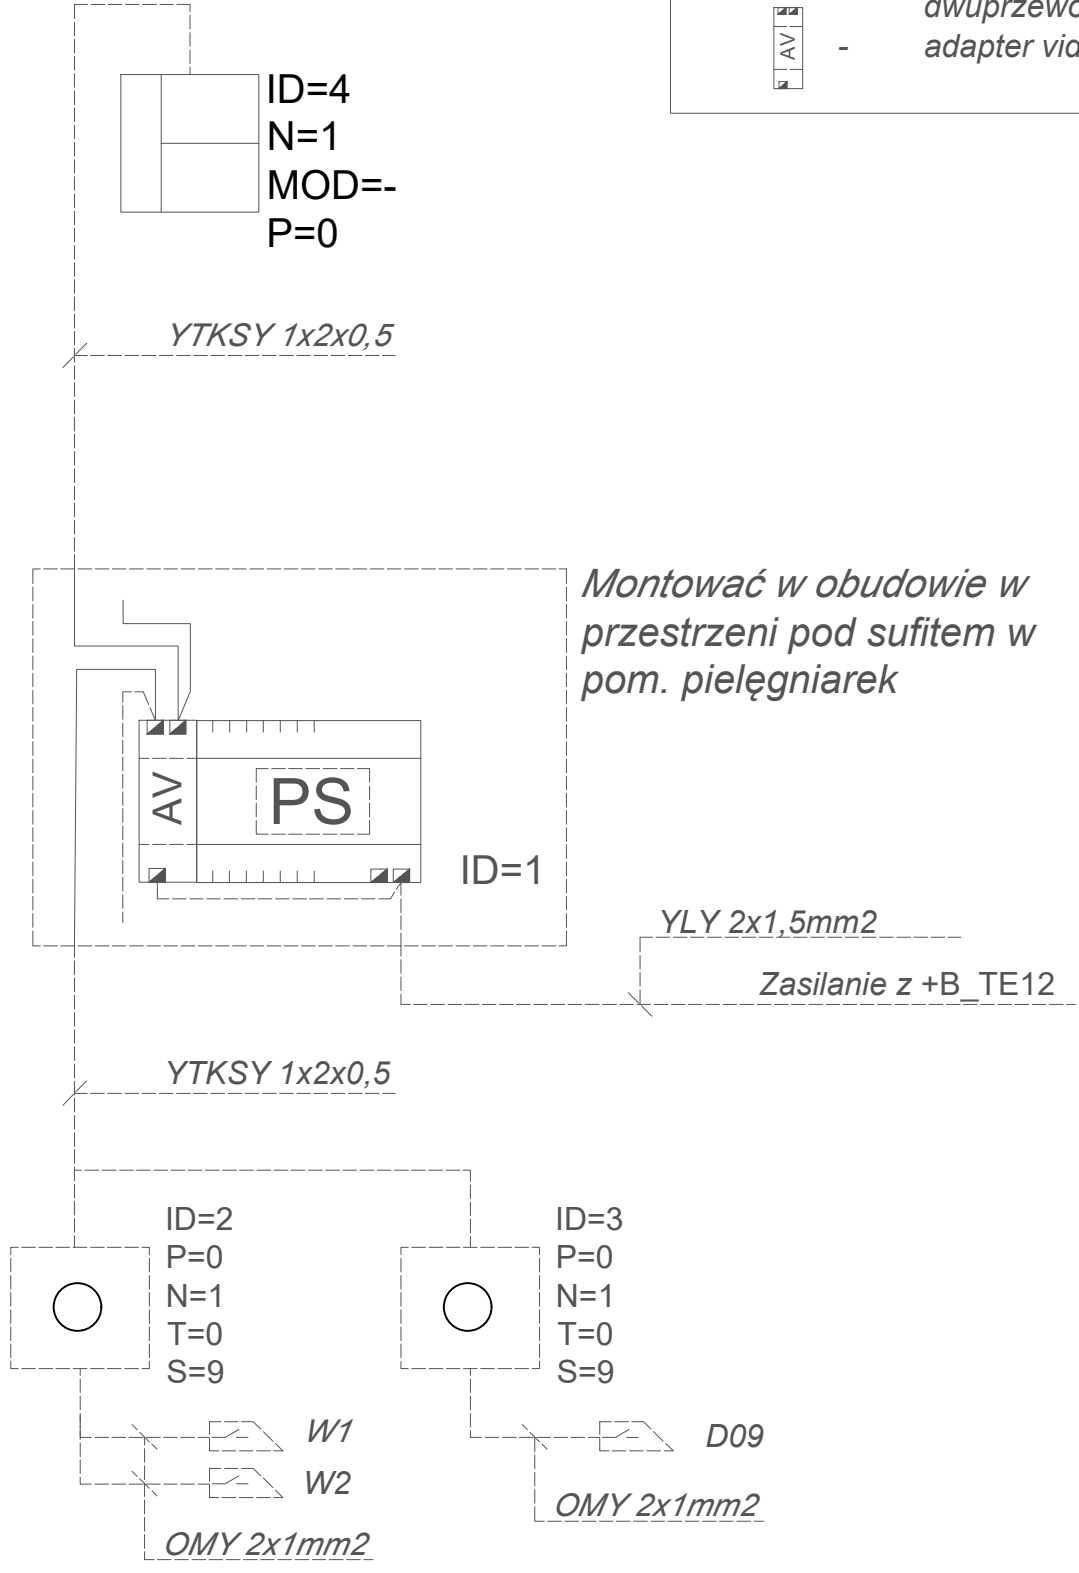 AV
-
adapter
ID=4
N=1
MOD=-
P=0
YTKSY 1x2x0,5
Montować w obudowie w
przestrzeni pod sufitem w
pom. pielęgniarek
AV
PS
ID=1
YLY 2x1,5mm2
Zasilanie z +B_TE12
YTKSY 1x2x0,5
ID=2
P=0
N=1
T=0
S=9
ID=3
P=0
N=1
T=0
S=9
W1
W2
OMY 2x1mm2
D09
OMY 2x1mm2